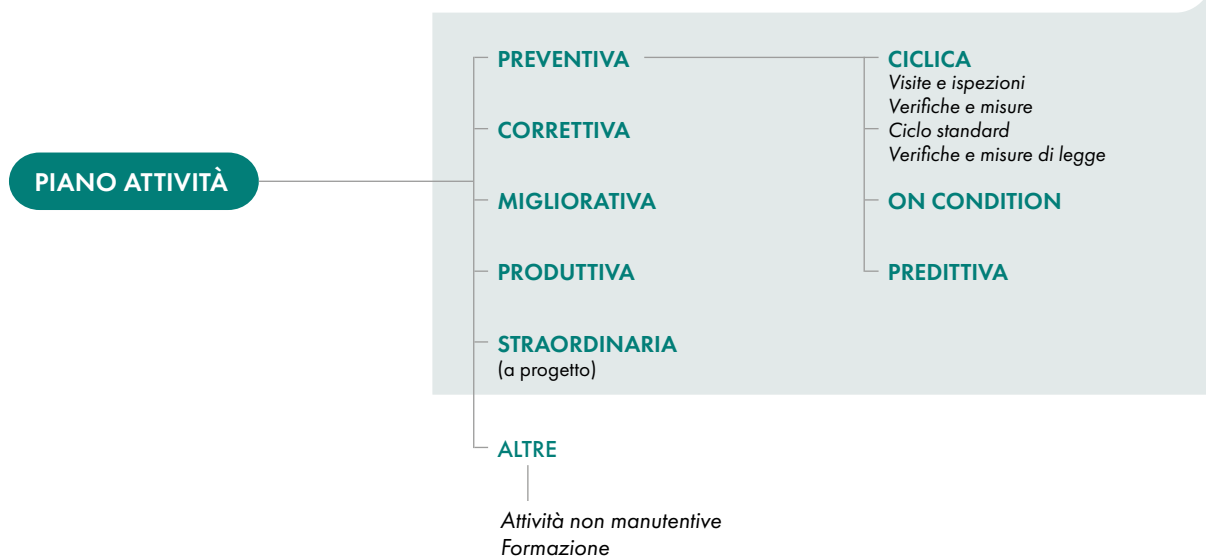 PIANO ATTIVITÀ
PREVENTIVA
CORRETTIVA
MIGLIORATIVA
PRODUTTIVA
STRAORDINARIA
(a progetto)
ALTRE
Attività non manutentive
Formazione
CICLICA
Visite e ispezioni
Verifiche e misure
Ciclo standard
Verifiche e misure di legge
ON CONDITION
PREDITTIVA